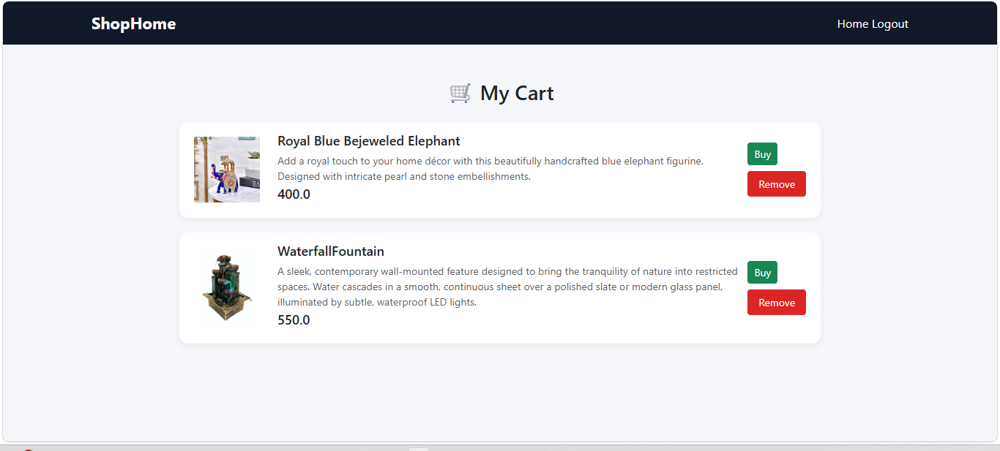 ShopHome
Home Logout
My Cart
Royal Blue Bejeweled Elephant
Add a royal touch to your home décor with this beautifully handcrafted blue elephant figurine.
Designed with intricate pearl and stone embellishments.
400.0
Buy
Remove
WaterfallFountain
A sleek, contemporary wall-mounted feature designed to bring the tranquility of nature into restricted
spaces. Water cascades in a smooth, continuous sheet over a polished slate or modern glass panel,
illuminated by subtle, waterproof LED lights.
550.0
Buy
Remove